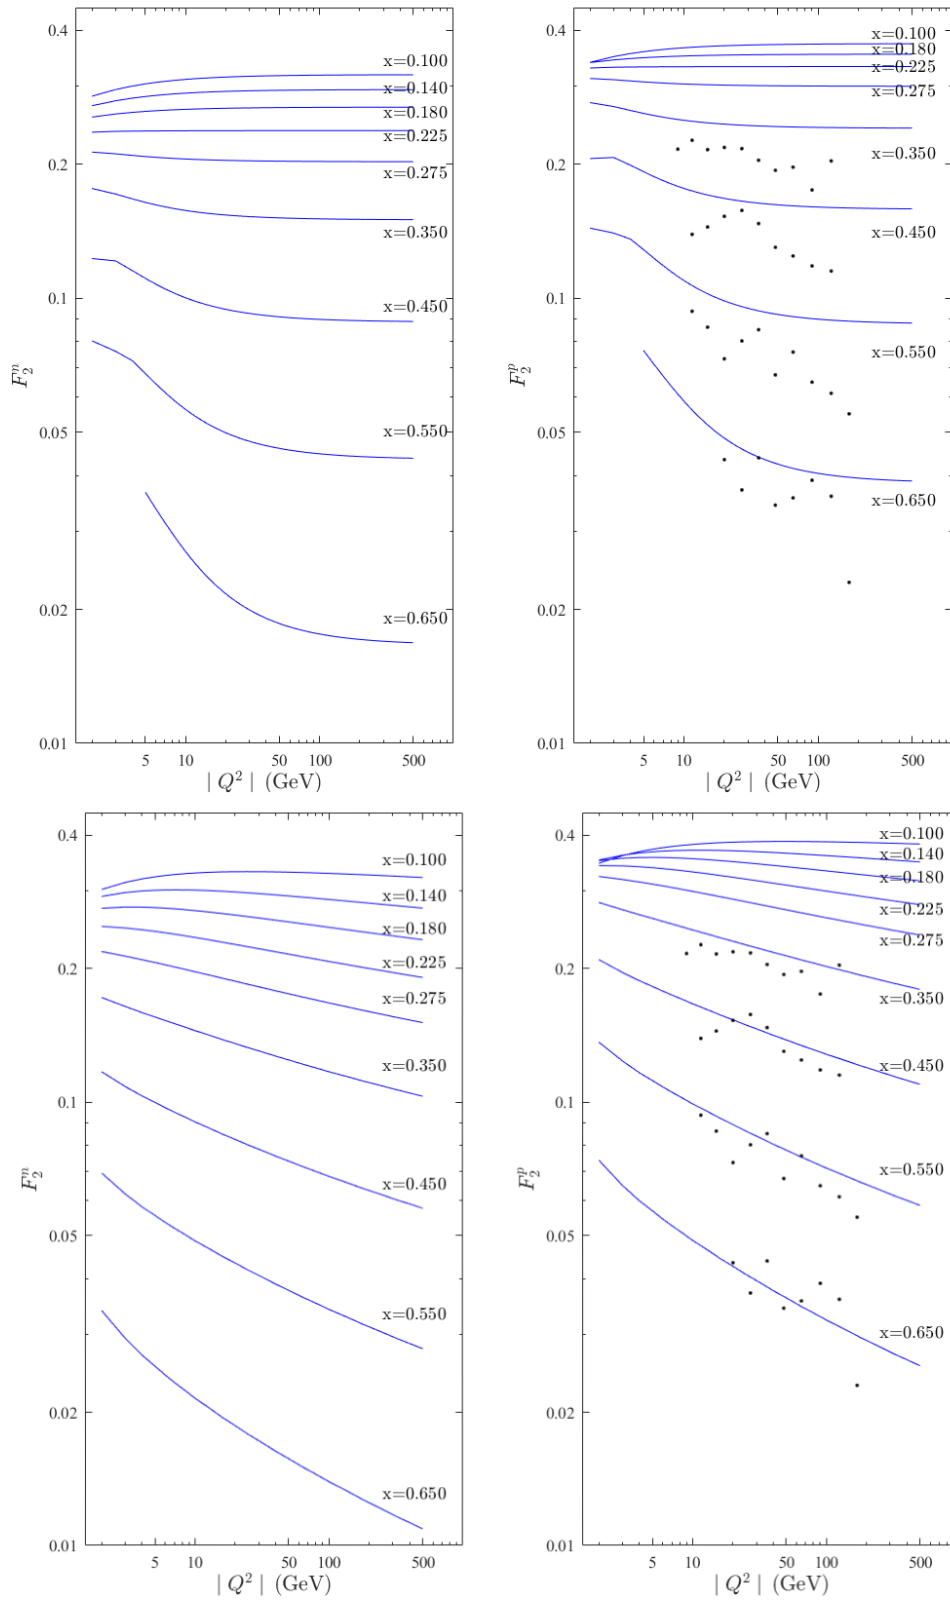 0.4
0.2
0.1
0.05
0.02
0.01
F_2^n
x=0.100
x=0.140
x=0.180
x=0.225
x=0.275
x=0.350
x=0.450
x=0.550
x=0.650
5 10 50 100 500
| Q^2 | (GeV)
0.4
0.2
0.1
0.05
0.02
0.01
F_2^p
x=0.100
x=0.180
x=0.225
x=0.275
x=0.350
x=0.450
x=0.550
x=0.650
5 10 50 100 500
| Q^2 | (GeV)
0.4
0.2
0.1
0.05
0.02
0.01
F_2^n
x=0.100
x=0.140
x=0.180
x=0.225
x=0.275
x=0.350
x=0.450
x=0.550
x=0.650
5 10 50 100 500
| Q^2 | (GeV)
0.4
0.2
0.1
0.05
0.02
0.01
F_2^p
x=0.100
x=0.140
x=0.180
x=0.225
x=0.275
x=0.350
x=0.450
x=0.550
x=0.650
5 10 50 100 500
| Q^2 | (GeV)